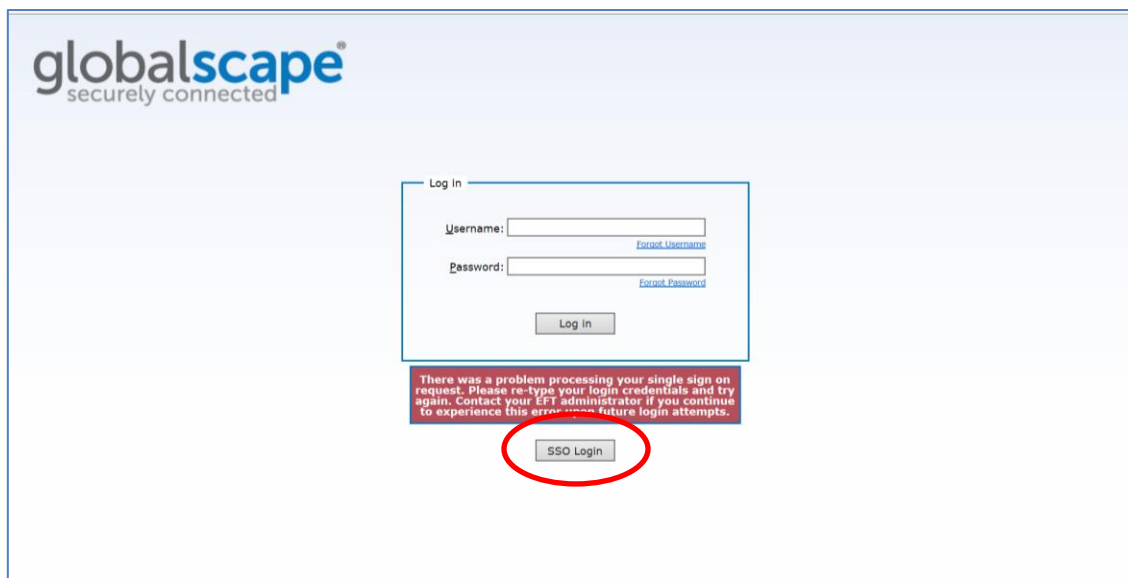 globalscape®
securely connected
Log in
Username:
Forgot Username
Password:
Forgot Password
Log in
There was a problem processing your single sign on
request. Please re-type your login credentials and try
again. Contact your EFT administrator if you continue
to experience this error upon future login attempts.
SSO Login